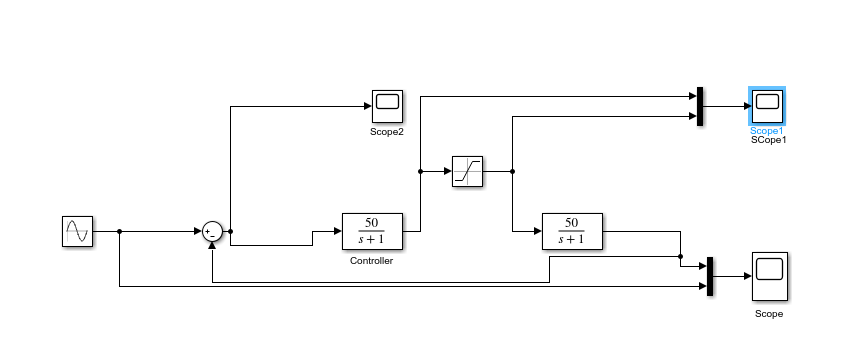 Scope2
Scope1
SCope1
50
s + 1
Controller
50
s + 1
Scope